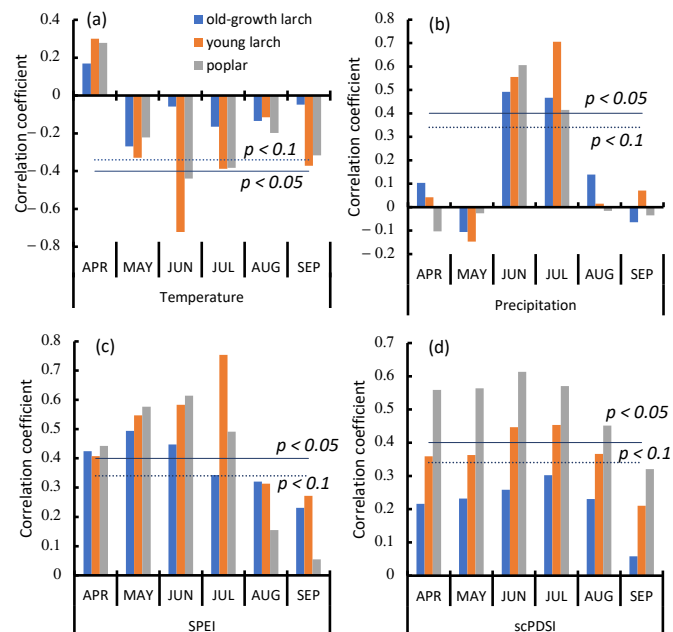 (a)
old-growth larch
young larch
poplar
Correlation coefficient
0.4
0.2
0
−0.2
−0.4
−0.6
−0.8
p < 0.1
p < 0.05
APR MAY JUN JUL AUG SEP
Temperature
(b)
Correlation coefficient
0.8
0.7
0.6
0.5
0.4
0.3
0.2
0.1
0
−0.1
−0.2
p < 0.05
p < 0.1
APR MAY JUN JUL AUG SEP
Precipitation
(c)
Correlation coefficient
0.8
0.7
0.6
0.5
0.4
0.3
0.2
0.1
0
p < 0.05
p < 0.1
APR MAY JUN JUL AUG SEP
SPEI
(d)
Correlation coefficient
0.7
0.6
0.5
0.4
0.3
0.2
0.1
0
p < 0.05
p < 0.1
APR MAY JUN JUL AUG SEP
scPDSI